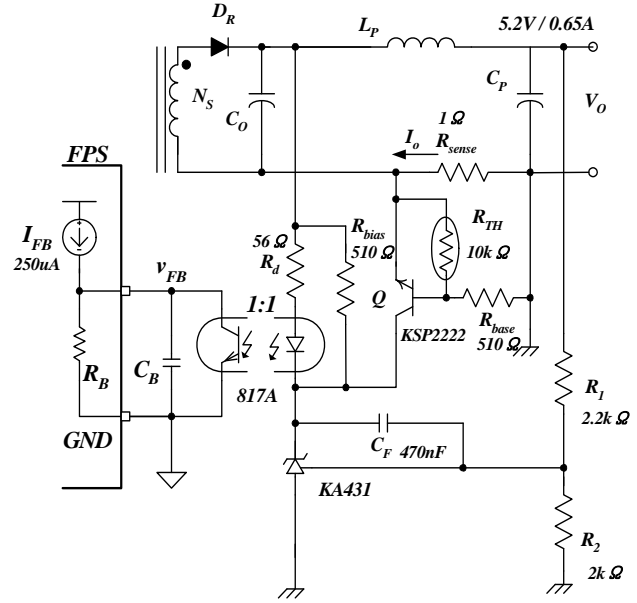 D_R
L_P
5.2V / 0.65A
N_S
C_O
C_P
V_O
1 Ω
I_o
R_sense
FPS
I_FB
250uA
v_FB
56 Ω
R_d
R_bias
510 Ω
R_TH
10k Ω
1:1
Q
KSP2222
R_base
510 Ω
R_B
C_B
817A
R_1
2.2k Ω
GND
C_F 470nF
KA431
R_2
2k Ω